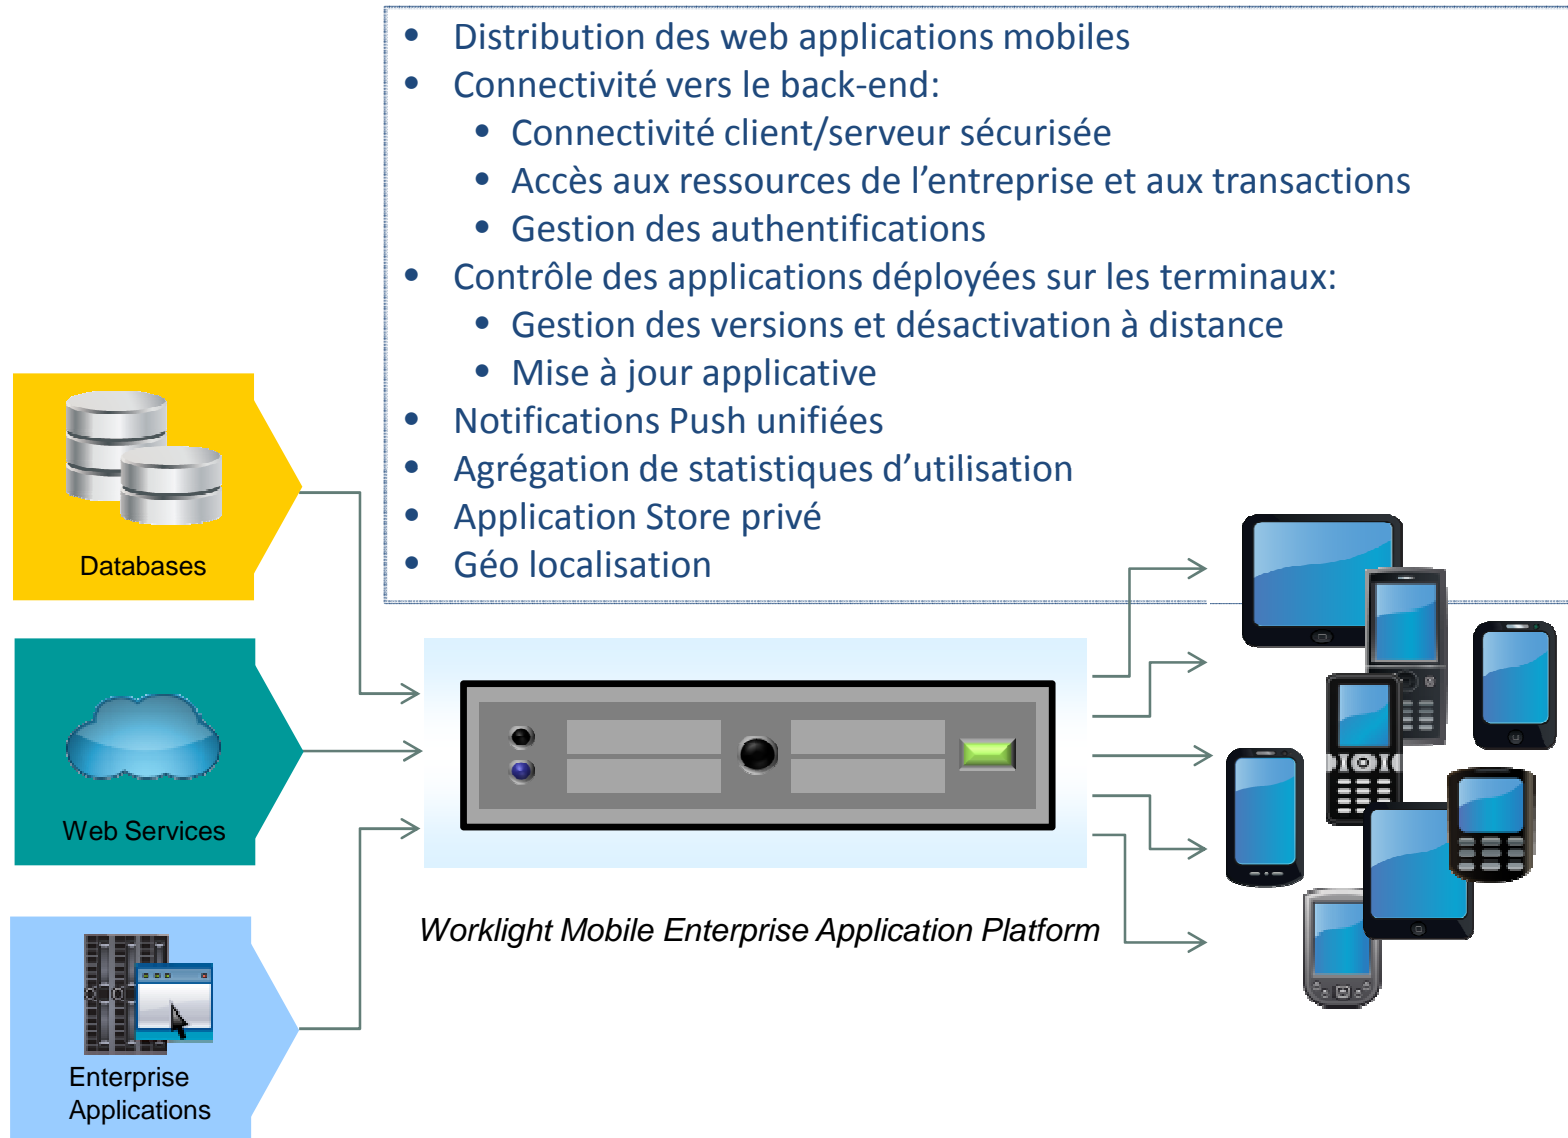 • Distribution des web applications mobiles
• Connectivité vers le back-end:
• Connectivité client/serveur sécurisée
• Accès aux ressources de l’entreprise et aux transactions
• Gestion des authentifications
• Contrôle des applications déployées sur les terminaux:
• Gestion des versions et désactivation à distance
• Mise à jour applicative
• Notifications Push unifiées
• Agrégation de statistiques d’utilisation
• Application Store privé
• Géo localisation
Databases
Web Services
Enterprise
Applications
Worklight Mobile Enterprise Application Platform